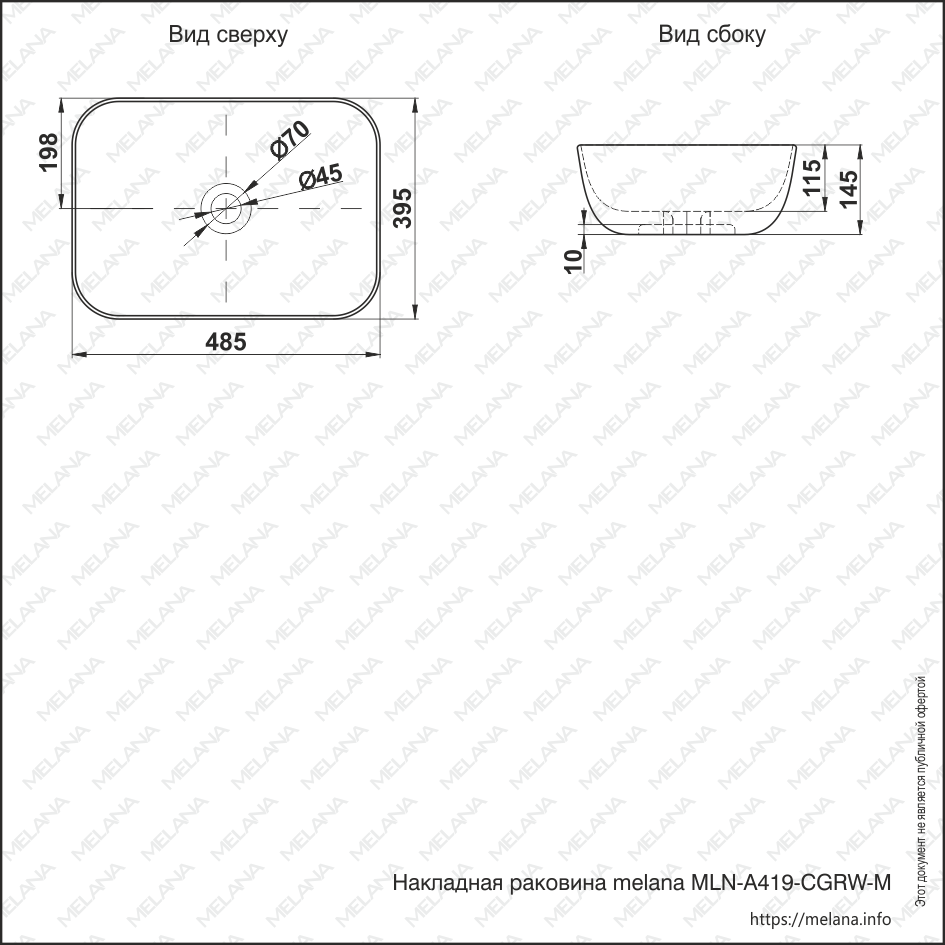 Вид сверху
Вид сбоку
198
Ø70
Ø45
395
485
115
145
10
Этот документ не является публичной офертой
Накладная раковина melana MLN-A419-CGRW-M
https://melana.info
MELANA